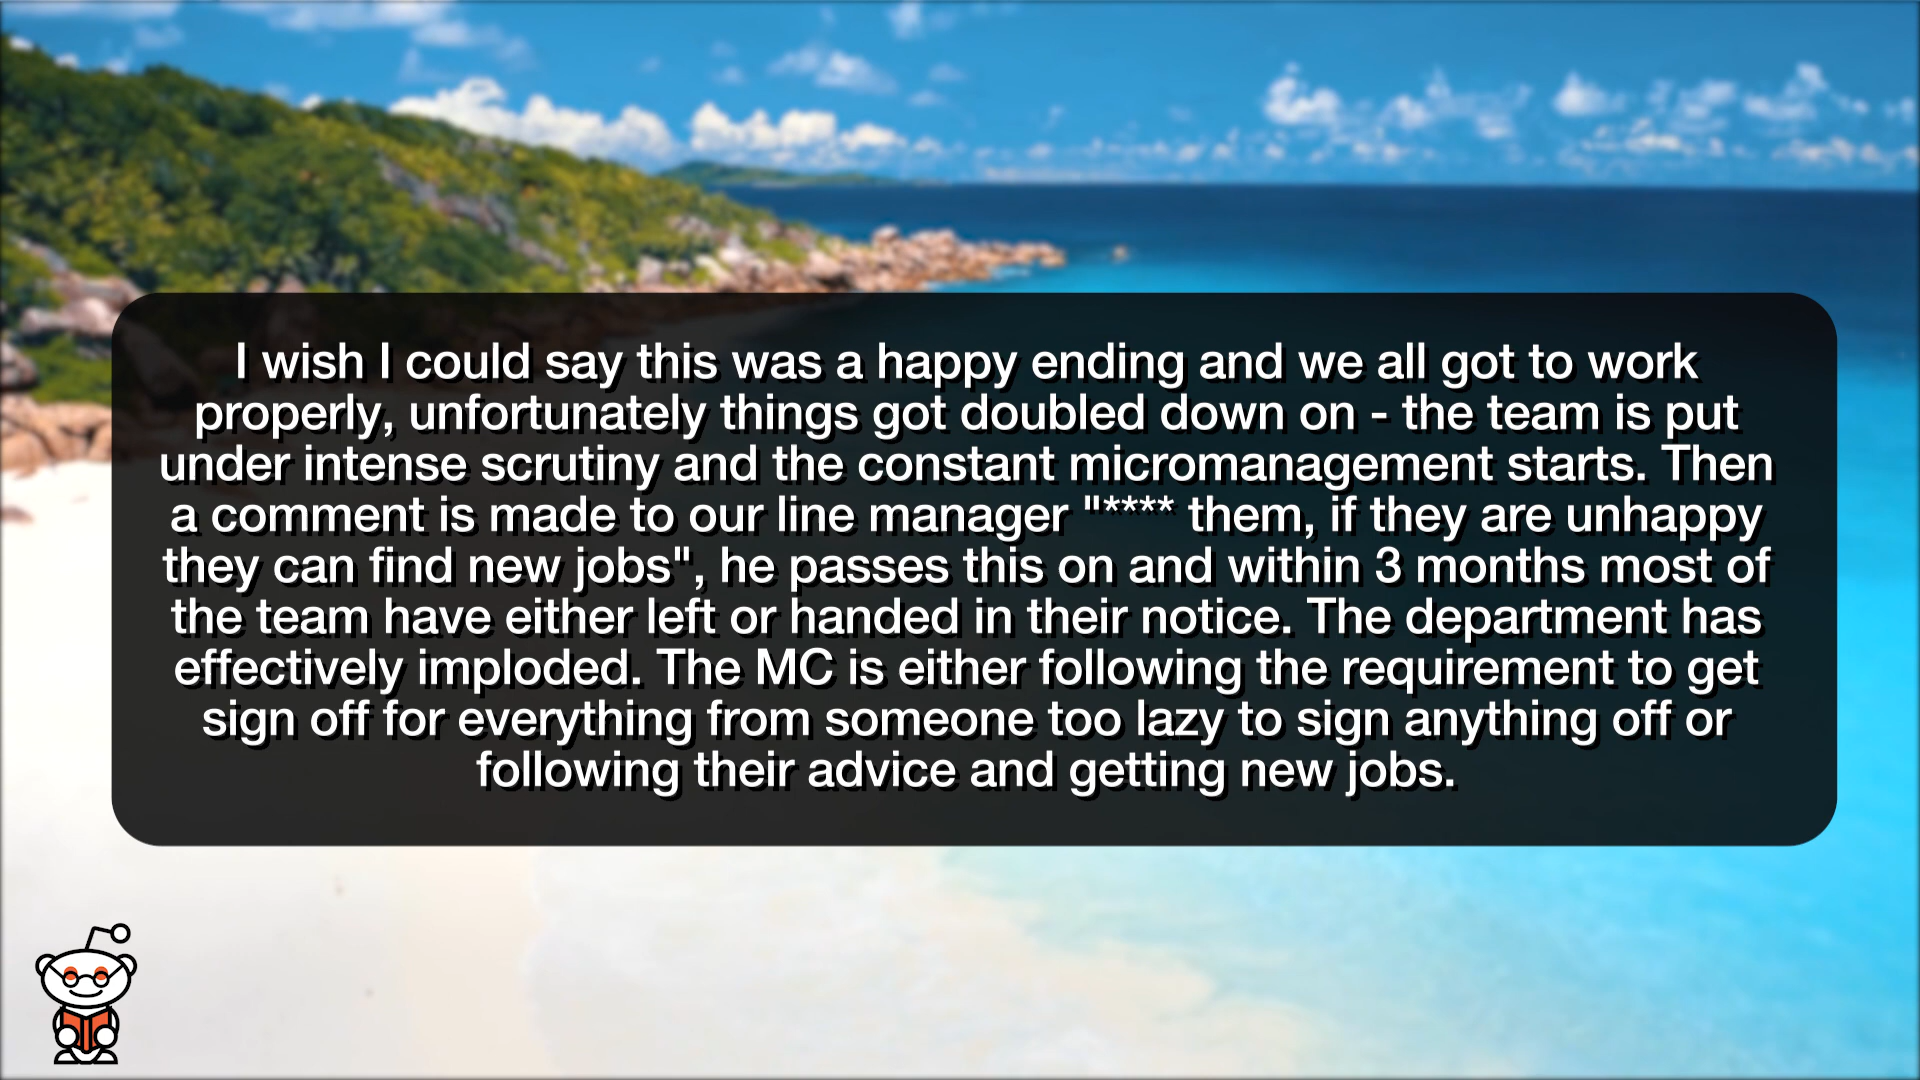 I wish I could say this was a happy ending and we all got to work
properly, unfortunately things got doubled down on - the team is put
under intense scrutiny and the constant micromanagement starts. Then
a comment is made to our line manager "**** them, if they are unhappy
they can find new jobs", he passes this on and within 3 months most of
the team have either left or handed in their notice. The department has
effectively imploded. The MC is either following the requirement to get
sign off for everything from someone too lazy to sign anything off or
following their advice and getting new jobs.